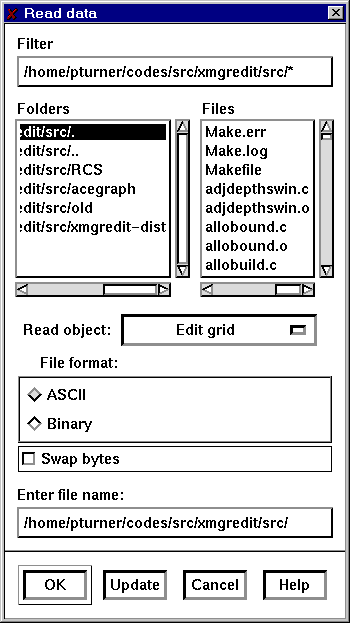 Read data
Filter
/home/pturner/codes/src/xmgredit/src/*
Folders
edit/src/.
edit/src/..
edit/src/RCS
edit/src/acegraph
edit/src/old
edit/src/xmgredit-dist
Files
Make.err
Make.log
Makefile
adjdepthswin.c
adjdepthswin.o
allobound.c
allobound.o
allobuild.c
Read object:
Edit grid
File format:
ASCII
Binary
Swap bytes
Enter file name:
/home/pturner/codes/src/xmgredit/src/
OK
Update
Cancel
Help